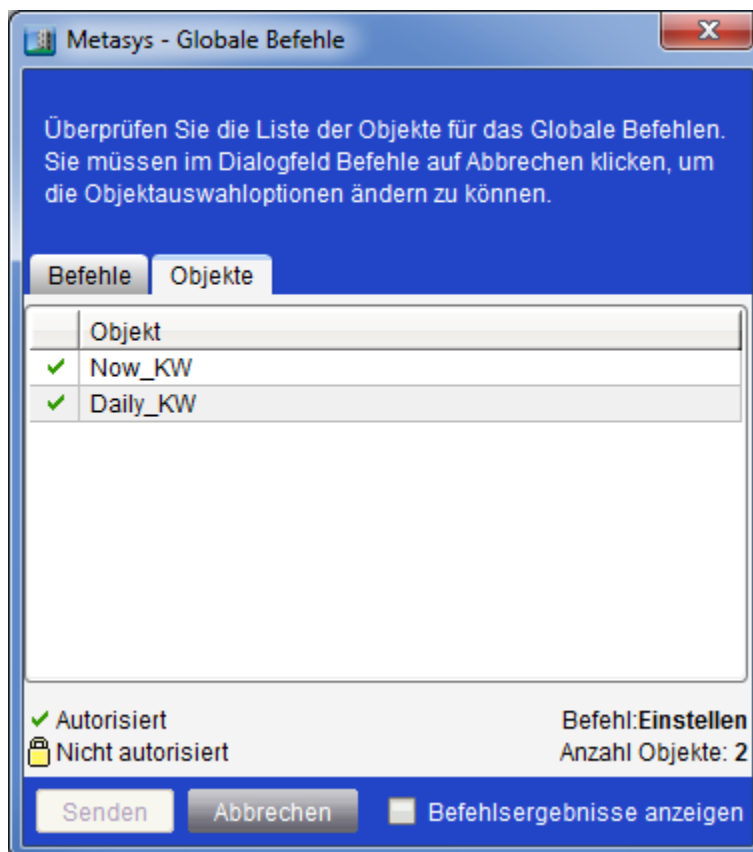 Metasys - Globale Befehle
Überprüfen Sie die Liste der Objekte für das Globale Befehlen.
Sie müssen im Dialogfeld Befehle auf Abbrechen klicken, um
die Objektauswahloptionen ändern zu können.
Befehle Objekte
Objekt
Now_KW
Daily_KW
Autorisiert Befehl:Einstellen
Nicht autorisiert Anzahl Objekte: 2
Senden Abbrechen Befehlsergebnisse anzeigen